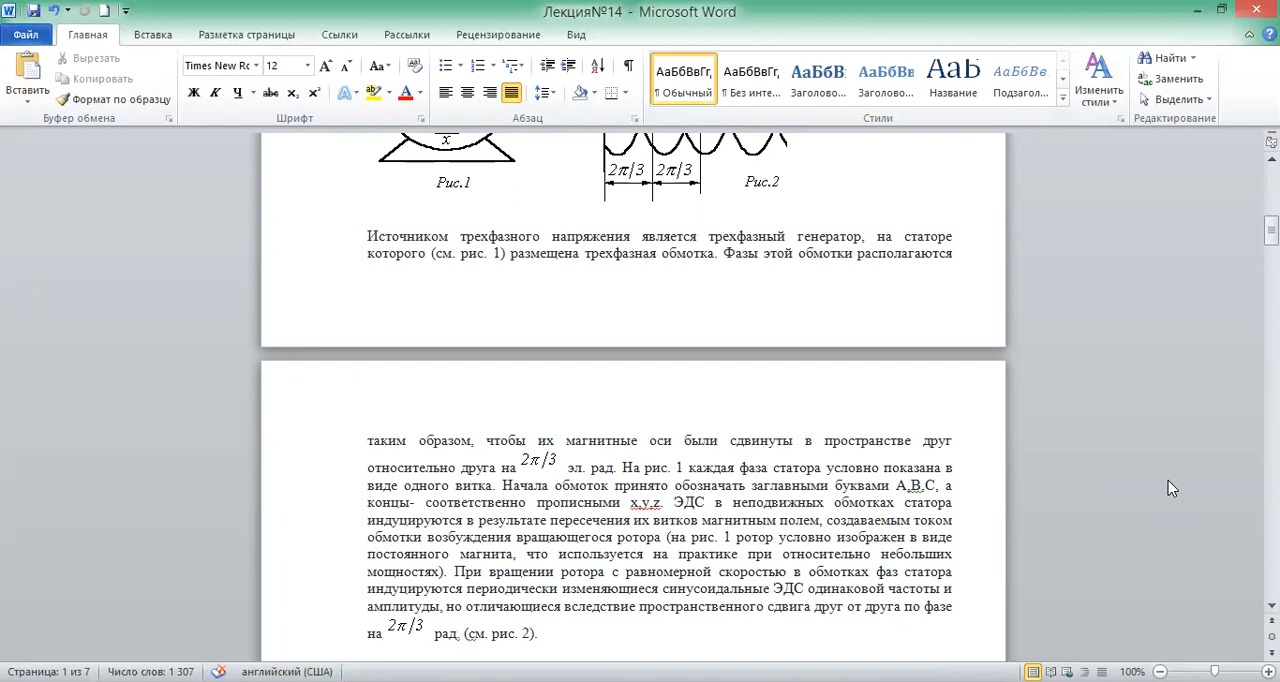 Лекция№14 - Microsoft Word
Файл Главная Вставка Разметка страницы Ссылки Рассылки Рецензирование Вид
Вставить
Вырезать
Копировать
Формат по образцу
Буфер обмена
Times New Rc 12
Ж К Ч abc x₂ x² A ab A
Aa
Шрифт
Абзац
АаБбВвГг, АаБбВвГг, АаБбВ АаБбВв АаБ АаБбВв.
¶ Обычный ¶ Без инте... Заголово... Заголово... Название Подзагол...
Стили
Изменить
стили
Найти
Заменить
Выделить
Редактирование
x
2π/3 2π/3
Рис.1 Рис.2
Источником трехфазного напряжения является трехфазный генератор, на статоре
которого (см. рис. 1) размещена трехфазная обмотка. Фазы этой обмотки располагаются
таким образом, чтобы их магнитные оси были сдвинуты в пространстве друг
относительно друга на 2π/3 эл. рад. На рис. 1 каждая фаза статора условно показана в
виде одного витка. Начала обмоток принято обозначать заглавными буквами A,B,C, а
концы- соответственно прописными x,y,z. ЭДС в неподвижных обмотках статора
индуцируются в результате пересечения их витков магнитным полем, создаваемым током
обмотки возбуждения вращающегося ротора (на рис. 1 ротор условно изображен в виде
постоянного магнита, что используется на практике при относительно небольших
мощностях). При вращении ротора с равномерной скоростью в обмотках фаз статора
индуцируются периодически изменяющиеся синусоидальные ЭДС одинаковой частоты и
амплитуды, но отличающиеся вследствие пространственного сдвига друг от друга по фазе
на 2π/3 рад. (см. рис. 2).
Страница: 1 из 7 Число слов: 1 307 английский (США) 100%